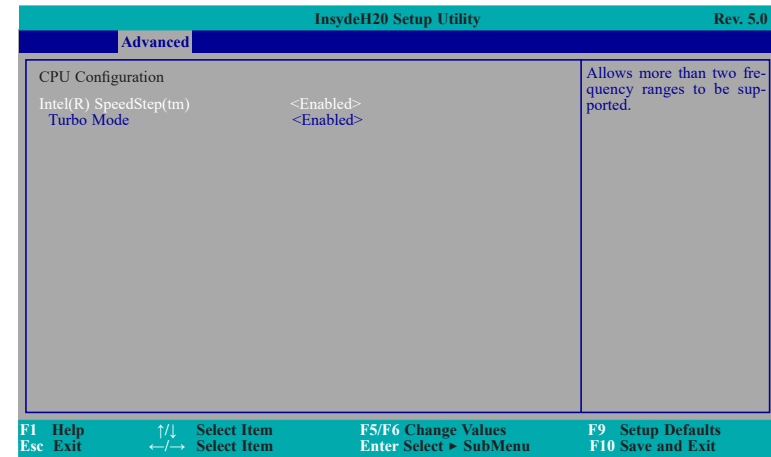 InsydeH20 Setup Utility Rev. 5.0
Advanced
CPU Configuration
Intel(R) SpeedStep(tm) <Enabled>
Turbo Mode <Enabled>
Allows more than two fre-
quency ranges to be sup-
ported.
F1 Help ↑/↓ Select Item F5/F6 Change Values F9 Setup Defaults
Esc Exit ←/→ Select Item Enter Select ► SubMenu F10 Save and Exit